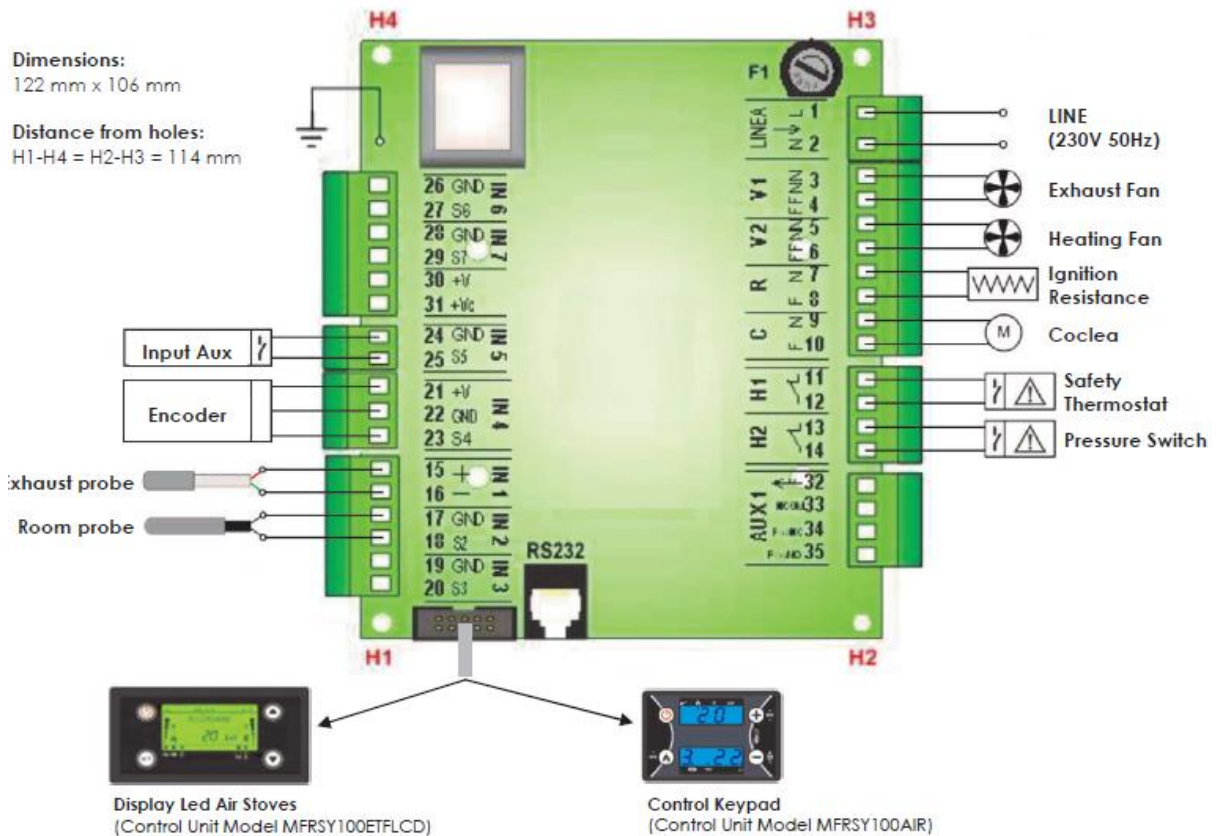 H4
H3
Dimensions:
122 mm x 106 mm
Distance from holes:
H1-H4 = H2-H3 = 114 mm
F1
LINEA
L 1
N 2
LINE
(230V 50Hz)
V1
N 3
F 4
Exhaust Fan
V2
N 5
F 6
Heating Fan
R
N 7
F 8
Ignition
Resistance
C
N 9
F 10
M
Coclea
H1
11
12
Safety
Thermostat
H2
13
14
Pressure Switch
AUX1
32
33
34
35
26 GND
27 S6
IN 6
28 GND
29 S7
IN 7
30 +V
31 +Vc
24 GND
25 S5
IN 5
Input Aux
21 +V
22 GND
23 S4
IN 4
Encoder
15 +
16 -
IN 1
xhaust probe
17 GND
18 S2
IN 2
Room probe
19 GND
20 S3
IN 3
RS232
H1
H2
20
20
3 22
Display Led Air Stoves
(Control Unit Model MFRSY100ETFLCD)
Control Keypad
(Control Unit Model MFRSY100AIR)